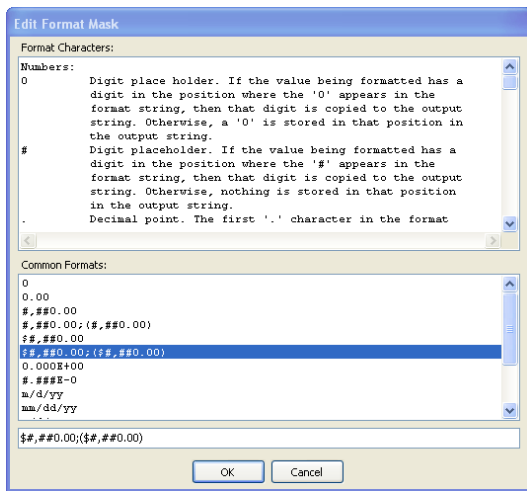 Edit Format Mask
Format Characters:
Numbers:
0 Digit place holder. If the value being formatted has a
digit in the position where the '0' appears in the
format string, then that digit is copied to the output
string. Otherwise, a '0' is stored in that position in
the output string.
# Digit placeholder. If the value being formatted has a
digit in the position where the '#' appears in the
format string, then that digit is copied to the output
string. Otherwise, nothing is stored in that position
in the output string.
. Decimal point. The first '.' character in the format
Common Formats:
0
0.00
#,##0.00
#,##0.00;(#,##0.00)
$#,##0.00
$#,##0.00;($#,##0.00)
0.000E+00
#.###E-0
m/d/yy
mm/dd/yy
$#,##0.00;($#,##0.00)
OK Cancel